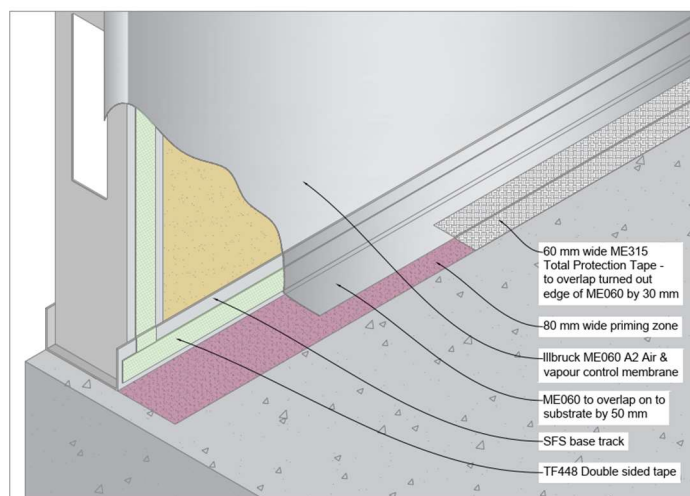 60 mm wide ME315
Total Protection Tape -
to overlap turned out
edge of ME060 by 30 mm
80 mm wide priming zone
Illbruck ME060 A2 Air &
vapour control membrane
ME060 to overlap on to
substrate by 50 mm
SFS base track
TF448 Double sided tape